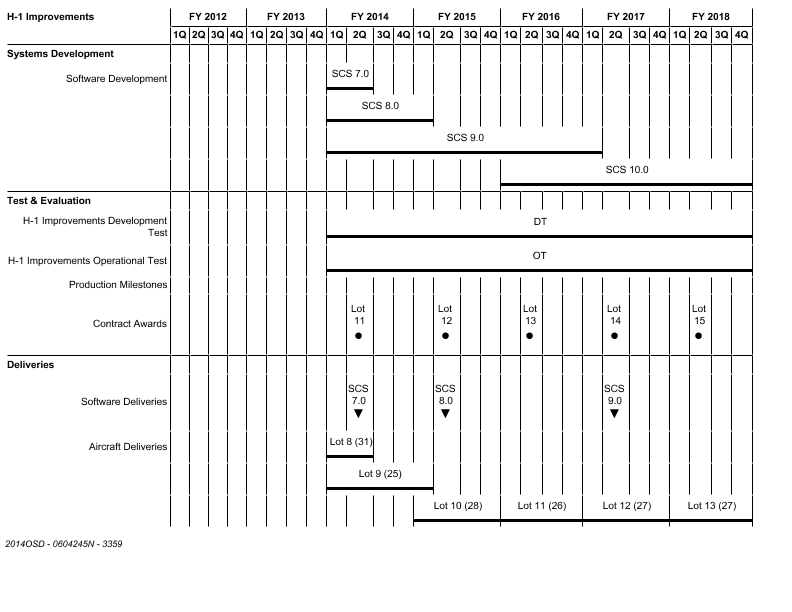 H-1 Improvements FY 2012 FY 2013 FY 2014 FY 2015 FY 2016 FY 2017 FY 2018
1Q 2Q 3Q 4Q 1Q 2Q 3Q 4Q 1Q 2Q 3Q 4Q 1Q 2Q 3Q 4Q 1Q 2Q 3Q 4Q 1Q 2Q 3Q 4Q 1Q 2Q 3Q 4Q
Systems Development
Software Development SCS 7.0
SCS 8.0
SCS 9.0
SCS 10.0
Test & Evaluation
H-1 Improvements Development DT
Test
H-1 Improvements Operational Test OT
Production Milestones
Lot Lot Lot Lot Lot
Contract Awards 11 12 13 14 15
Deliveries
SCS SCS SCS
Software Deliveries 7.0 8.0 9.0
Aircraft Deliveries Lot 8 (31)
Lot 9 (25)
Lot 10 (28) Lot 11 (26) Lot 12 (27) Lot 13 (27)
2014OSD - 0604245N - 3359